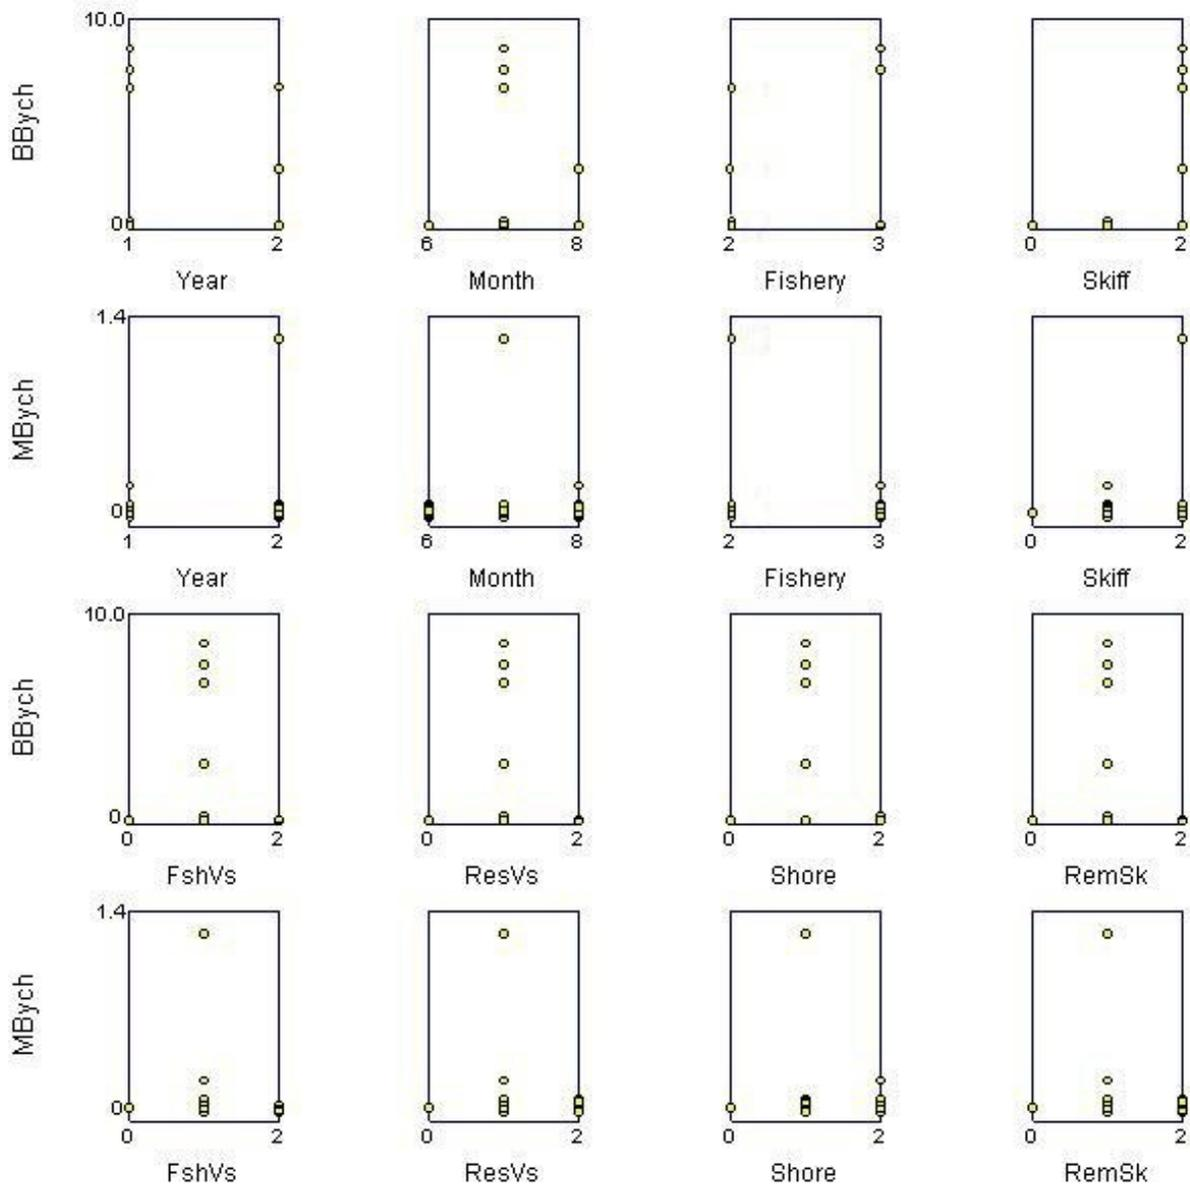 10.0
BBych
0
1 2 6 8 2 3 0 2
Year Month Fishery Skiff
1.4
MBych
0
1 2 6 8 2 3 0 2
Year Month Fishery Skiff
10.0
BBych
0
0 2 0 2 0 2 0 2
FshVs ResVs Shore RemSk
1.4
MBych
0
0 2 0 2 0 2 0 2
FshVs ResVs Shore RemSk